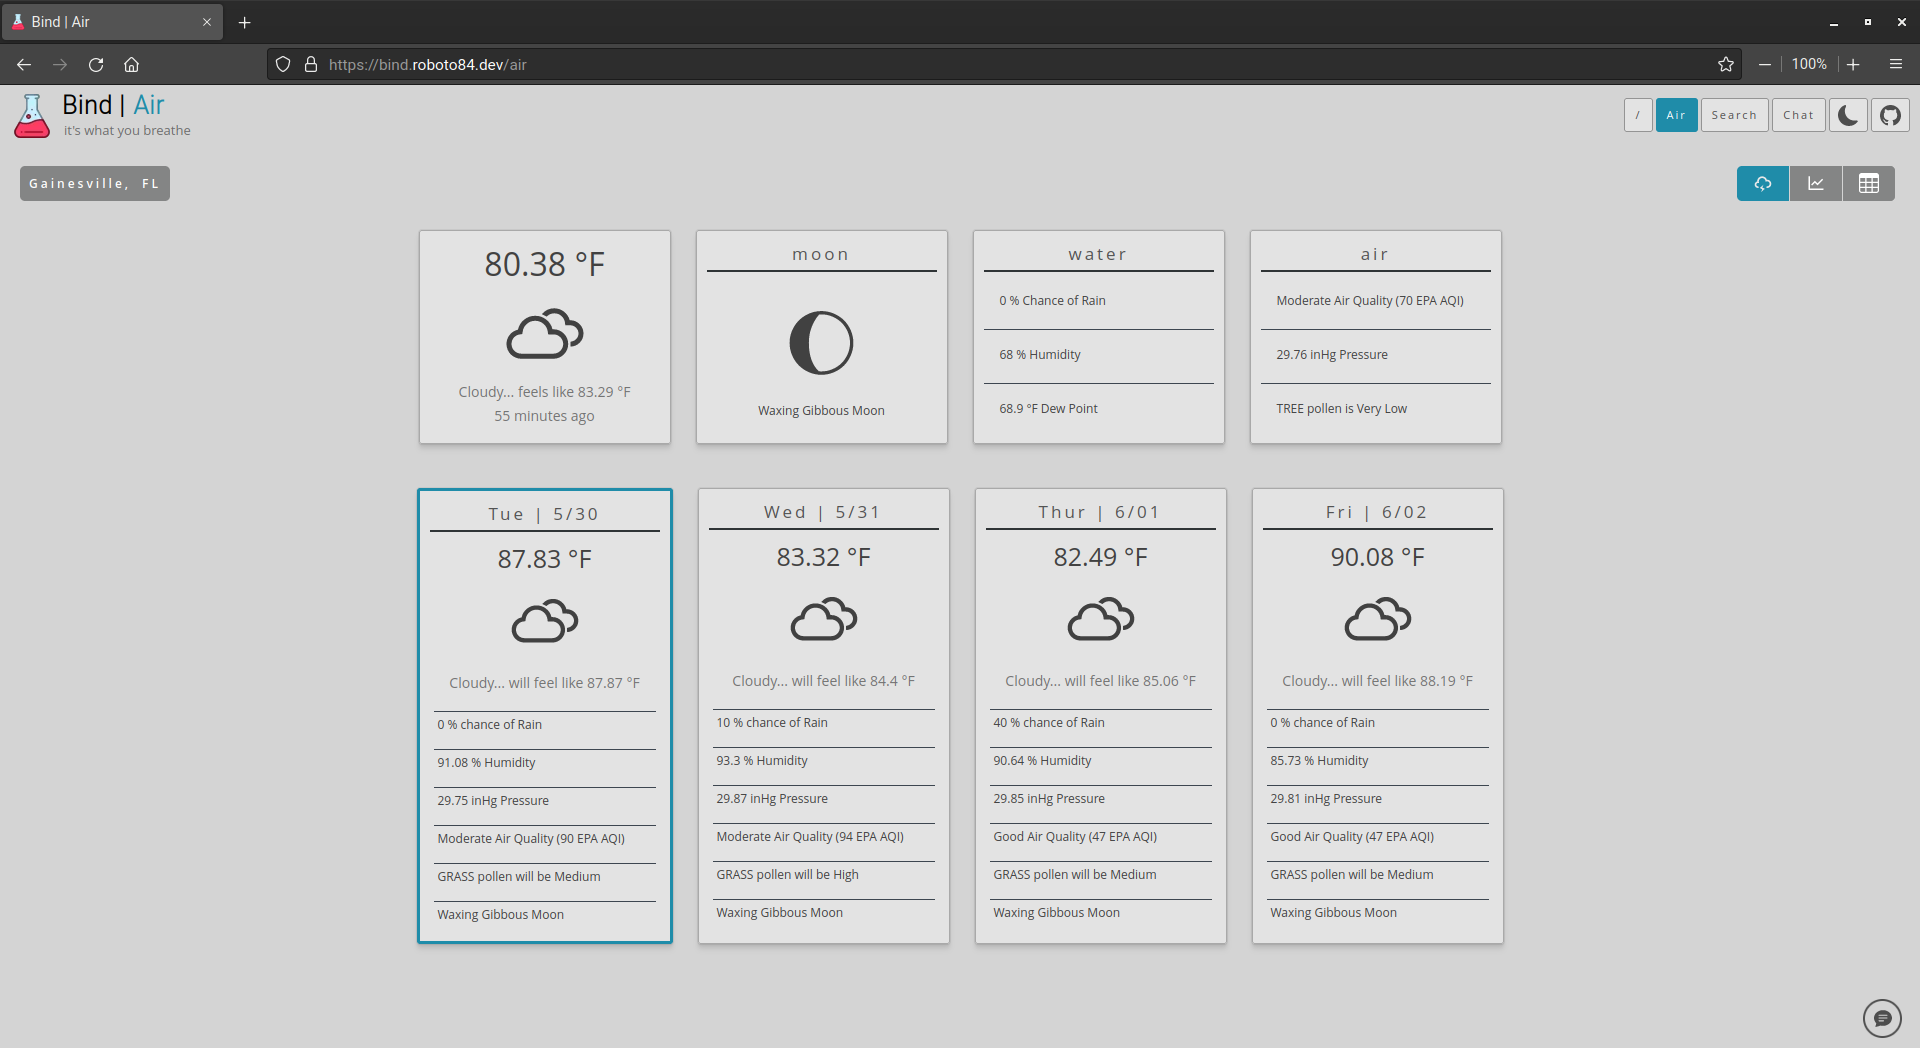 Bind | Air
https://bind.roboto84.dev/air
100%
Bind | Air
it's what you breathe
/
Air
Search
Chat
Gainesville, FL
80.38 °F
Cloudy... feels like 83.29 °F
55 minutes ago
moon
Waxing Gibbous Moon
water
0 % Chance of Rain
68 % Humidity
68.9 °F Dew Point
air
Moderate Air Quality (70 EPA AQI)
29.76 inHg Pressure
TREE pollen is Very Low
Tue | 5/30
87.83 °F
Cloudy... will feel like 87.87 °F
0 % chance of Rain
91.08 % Humidity
29.75 inHg Pressure
Moderate Air Quality (90 EPA AQI)
GRASS pollen will be Medium
Waxing Gibbous Moon
Wed | 5/31
83.32 °F
Cloudy... will feel like 84.4 °F
10 % chance of Rain
93.3 % Humidity
29.87 inHg Pressure
Moderate Air Quality (94 EPA AQI)
GRASS pollen will be High
Waxing Gibbous Moon
Thur | 6/01
82.49 °F
Cloudy... will feel like 85.06 °F
40 % chance of Rain
90.64 % Humidity
29.85 inHg Pressure
Good Air Quality (47 EPA AQI)
GRASS pollen will be Medium
Waxing Gibbous Moon
Fri | 6/02
90.08 °F
Cloudy... will feel like 88.19 °F
0 % chance of Rain
85.73 % Humidity
29.81 inHg Pressure
Good Air Quality (47 EPA AQI)
GRASS pollen will be Medium
Waxing Gibbous Moon